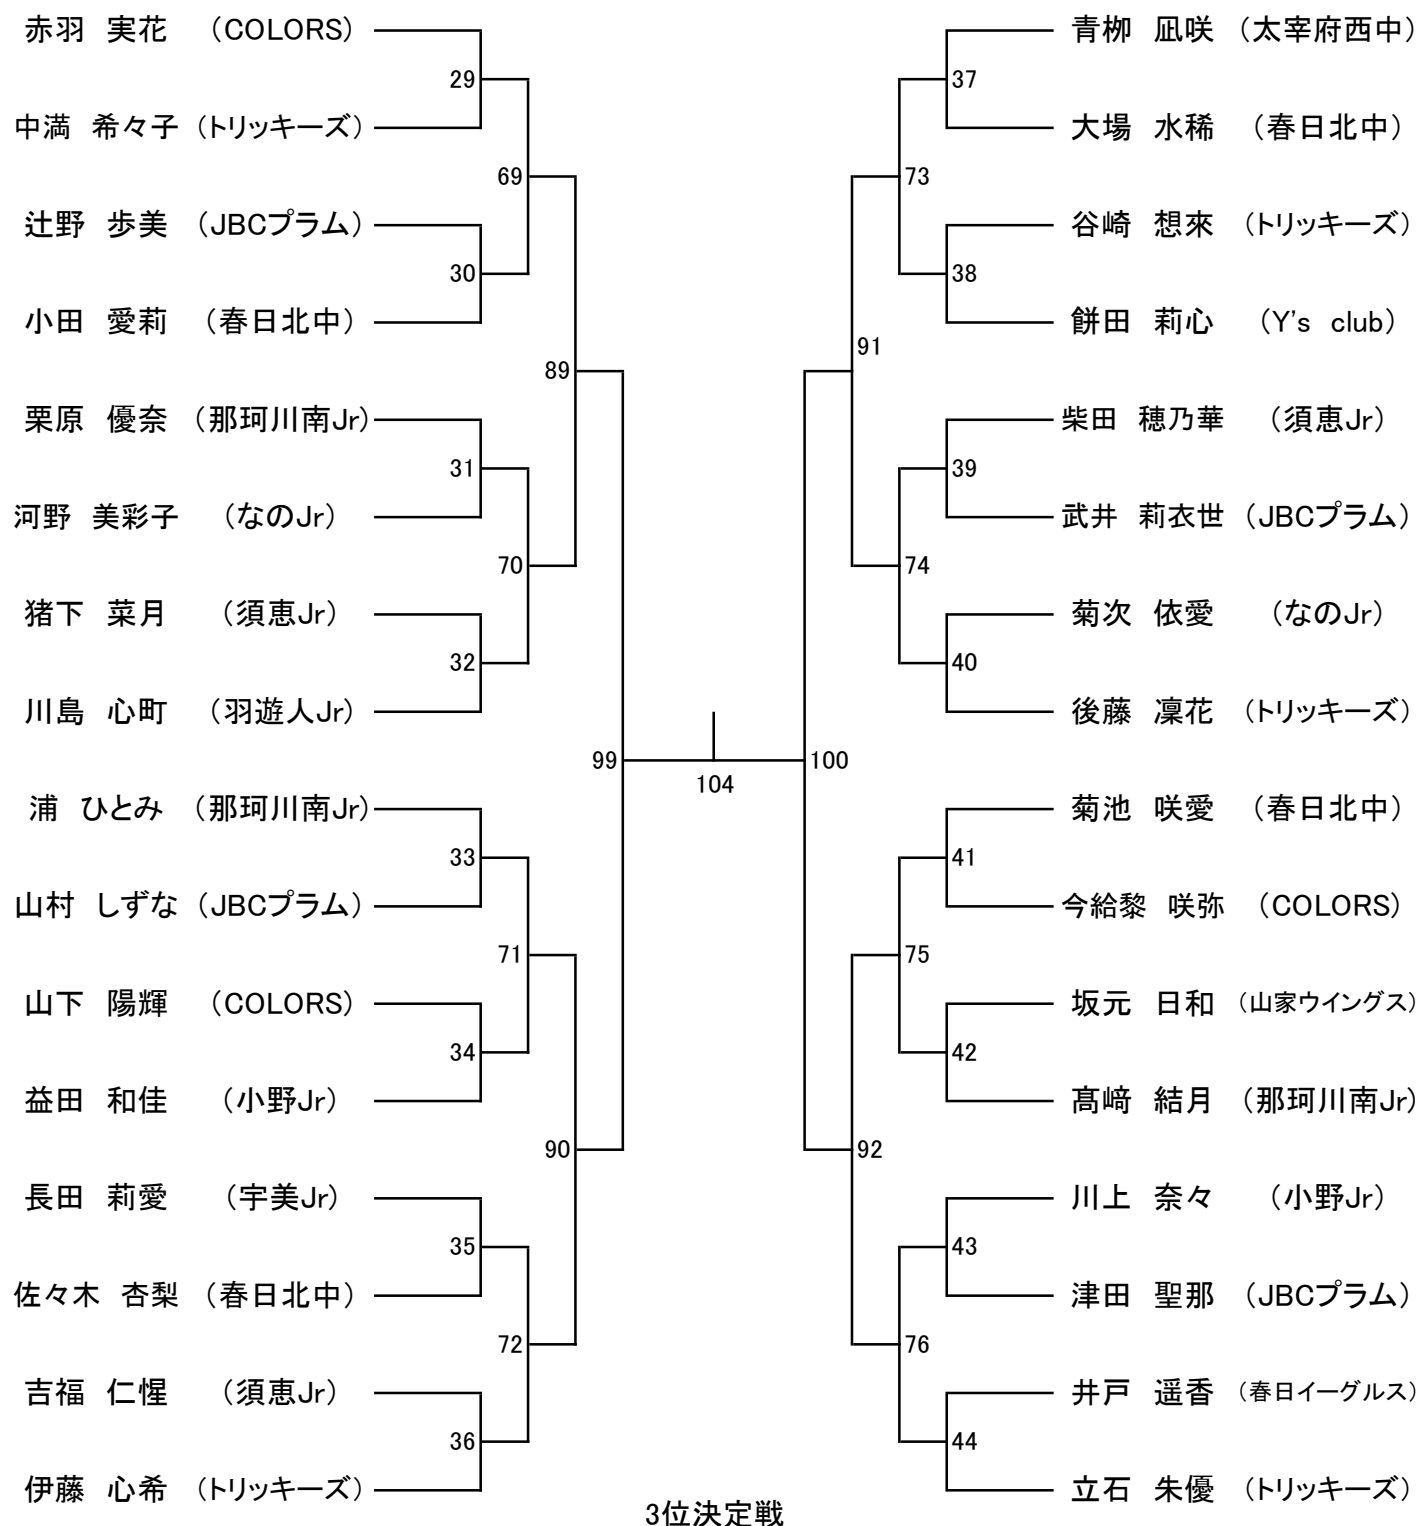 赤羽　実花　（COLORS）
29
中満　希々子（トリッキーズ）
69
辻野　歩美　（JBCプラム）
30
小田　愛莉　（春日北中）
89
栗原　優奈　（那珂川南Jr）
31
河野　美彩子　（なのJr）
70
猪下　菜月　（須恵Jr）
32
川島　心町　（羽遊人Jr）
99
浦　ひとみ　（那珂川南Jr）
33
山村　しずな（JBCプラム）
71
山下　陽輝　（COLORS）
34
益田　和佳　（小野Jr）
90
長田　莉愛　（宇美Jr）
35
佐々木　杏梨　（春日北中）
72
吉福　仁惺　（須恵Jr）
36
伊藤　心希　（トリッキーズ）
104
青柳　凪咲　（太宰府西中）
37
大場　水稀　（春日北中）
73
谷崎　想來　（トリッキーズ）
38
餅田　莉心　（Y's　club）
91
柴田　穂乃華　（須恵Jr）
39
武井　莉衣世（JBCプラム）
74
菊次　依愛　（なのJr）
40
後藤　凜花　（トリッキーズ）
100
菊池　咲愛　（春日北中）
41
今給黎　咲弥　（COLORS）
75
坂元　日和　（山家ウイングス）
42
髙﨑　結月　（那珂川南Jr）
92
川上　奈々　（小野Jr）
43
津田　聖那　（JBCプラム）
76
井戸　遥香　（春日イーグルス）
44
立石　朱優　（トリッキーズ）
3位決定戦